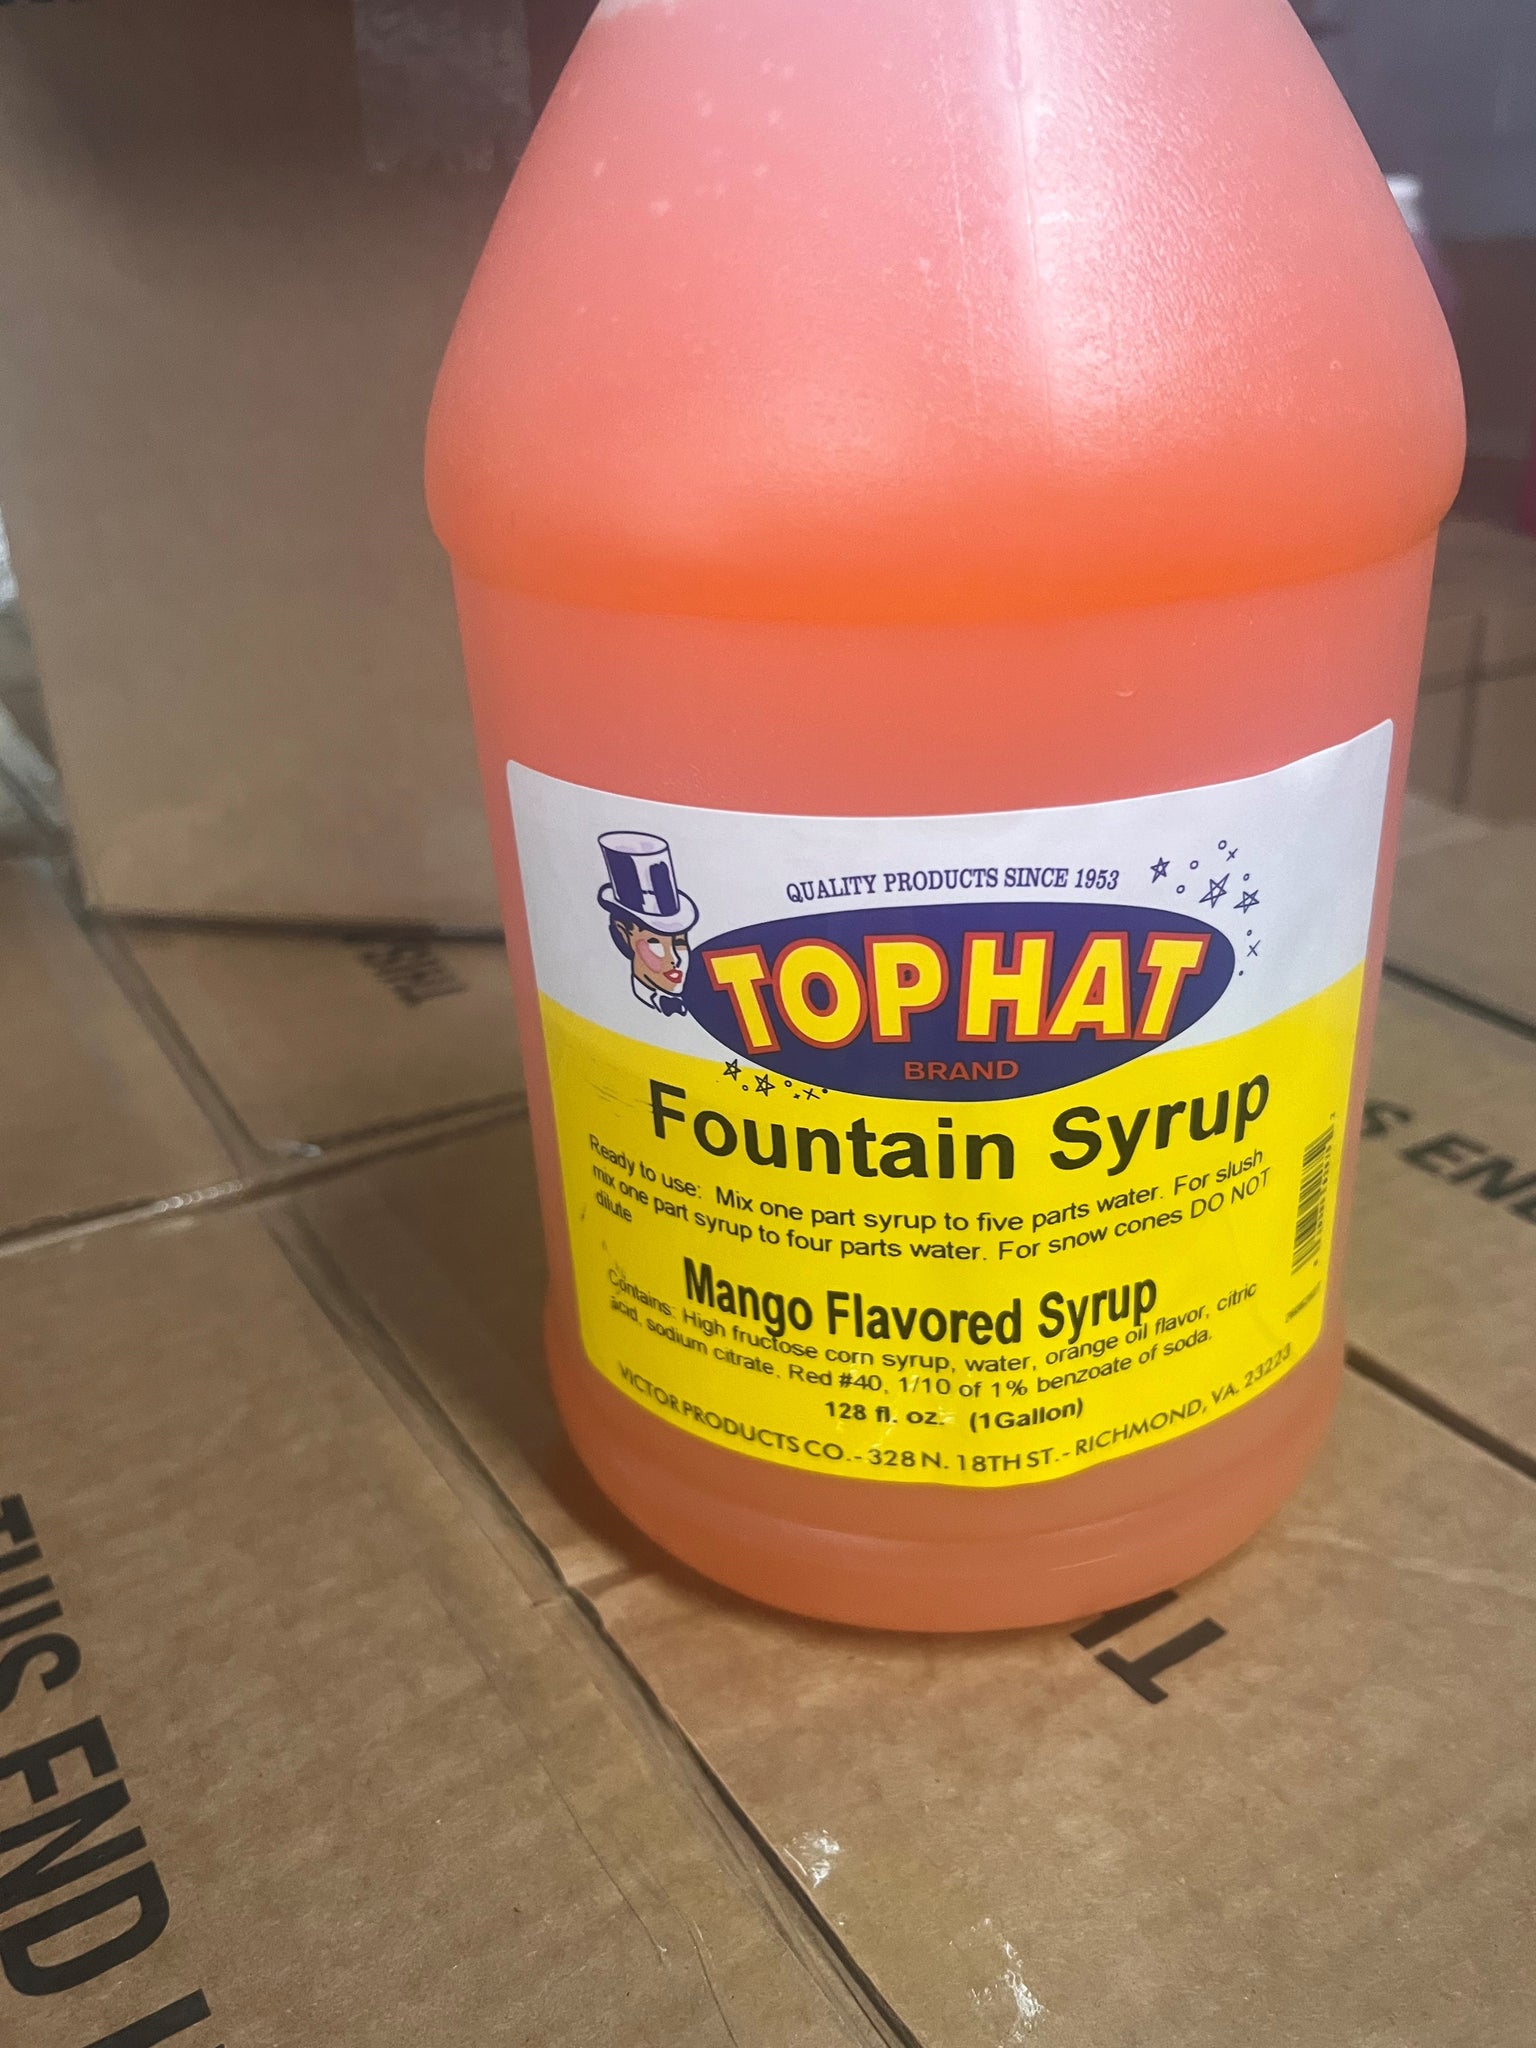 QUALITY PRODUCTS SINCE 1953
TOP HAT
BRAND
Fountain Syrup
Ready to use: Mix one part syrup to five parts water. For slush
mix one part syrup to four parts water. For snow cones DO NOT
dilute
Mango Flavored Syrup
Contains: High fructose corn syrup, water, orange oil flavor, citric
acid, sodium citrate. Red #40, 1/10 of 1% benzoate of soda.
128 fl. oz. (1 Gallon)
VICTOR PRODUCTS CO. - 328 N. 18TH ST. - RICHMOND, VA. 23223
THIS
THIS END